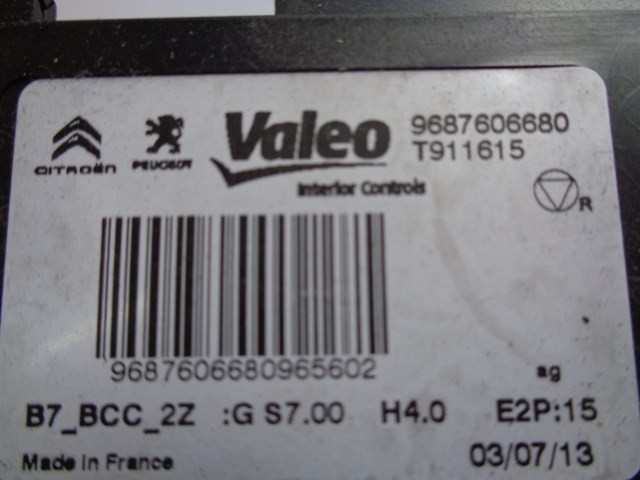 CITROËN PEUGEOT Valeo 9687606680
T911615
Interior Controls
R
9687606680965602
ag
B7_BCC_2Z :G S7.00 H4.0 E2P:15
Made in France 03/07/13